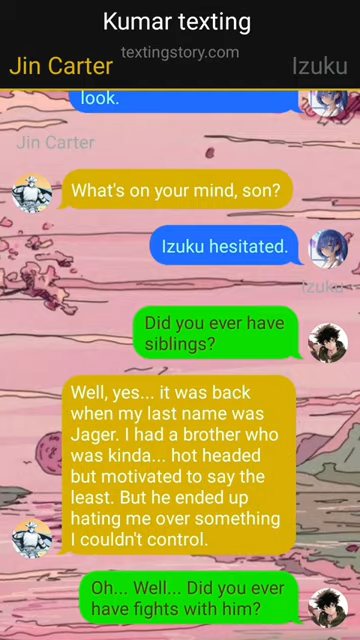 Kumar texting
textingstory.com
Jin Carter
Izuku
look.
Jin Carter
What's on your mind, son?
Izuku hesitated.
Izuku
Did you ever have
siblings?
Well, yes... it was back
when my last name was
Jager. I had a brother who
was kinda... hot headed
but motivated to say the
least. But he ended up
hating me over something
I couldn't control.
Oh... Well... Did you ever
have fights with him?